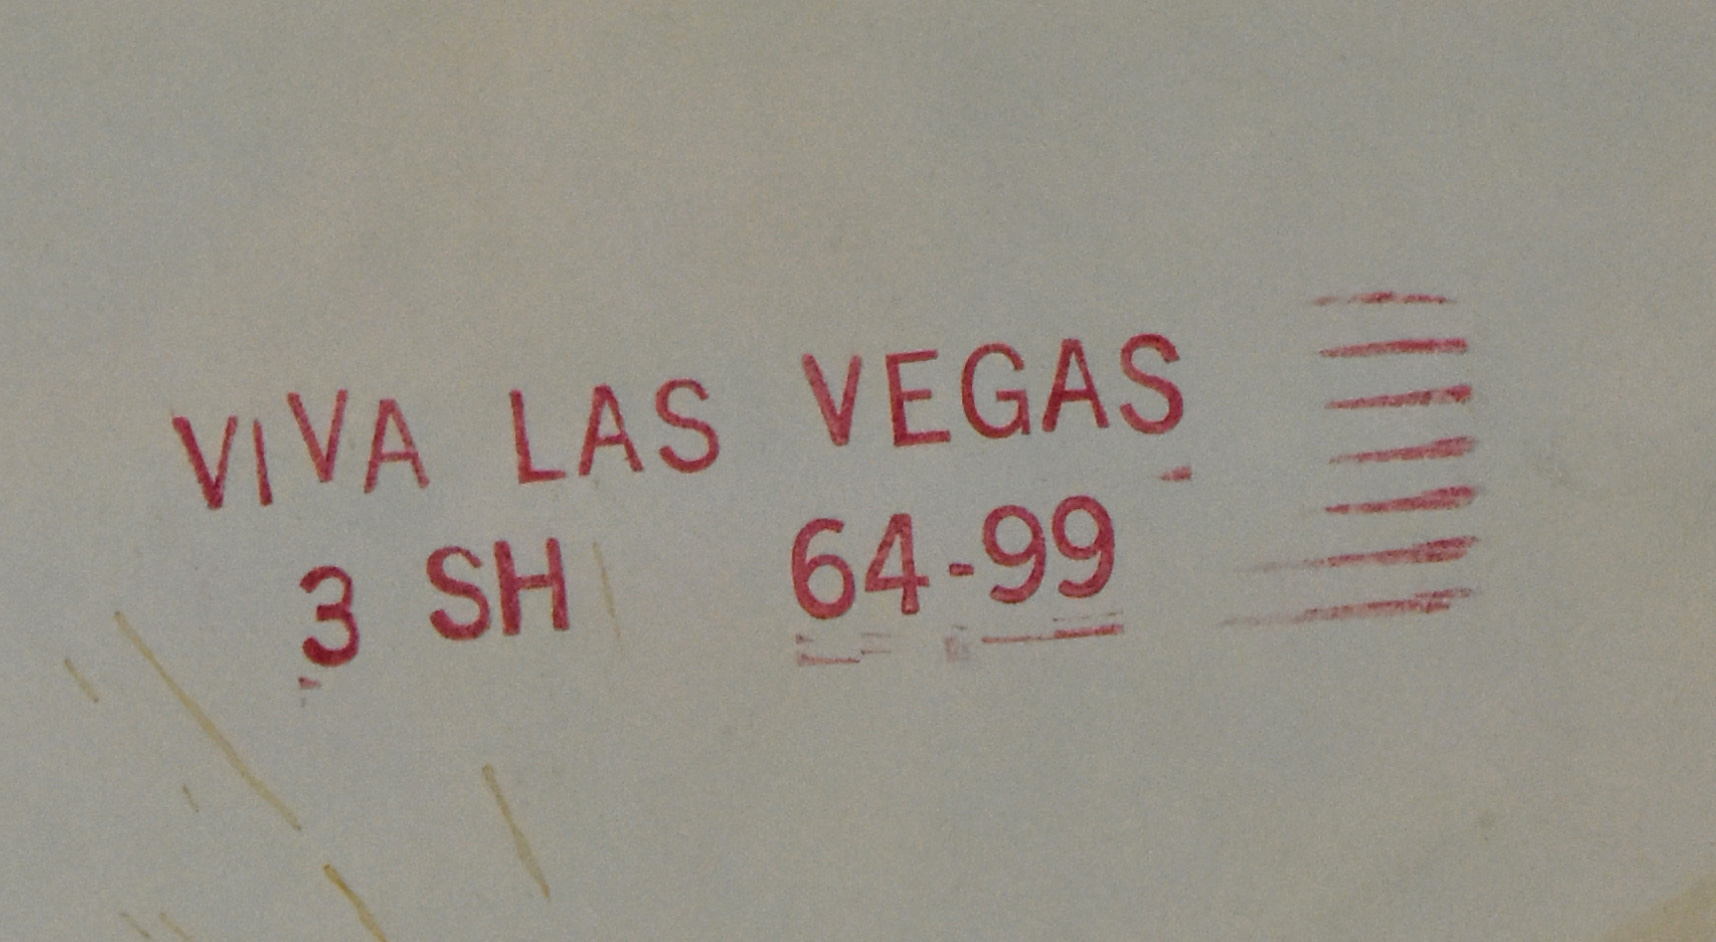 VIVA LAS VEGAS
3 SH 64-99